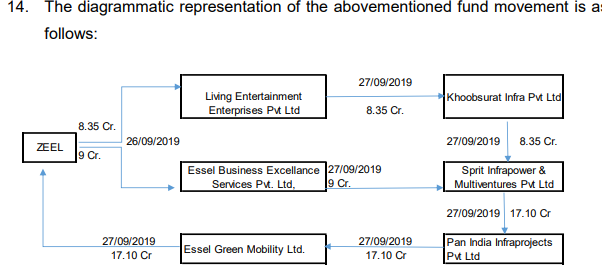 14. The diagrammatic representation of the abovementioned fund movement is as
follows:
27/09/2019
Living Entertainment
Enterprises Pvt Ltd
8.35 Cr.
Khoobsurat Infra Pvt Ltd
8.35 Cr.
26/09/2019
ZEEL
9 Cr.
27/09/2019 8.35 Cr.
Essel Business Excellance
Services Pvt. Ltd,
27/09/2019
9 Cr.
Sprit Infrapower &
Multiventures Pvt Ltd
27/09/2019 17.10 Cr
27/09/2019
17.10 Cr
Essel Green Mobility Ltd.
27/09/2019
17.10 Cr
Pan India Infraprojects
Pvt Ltd